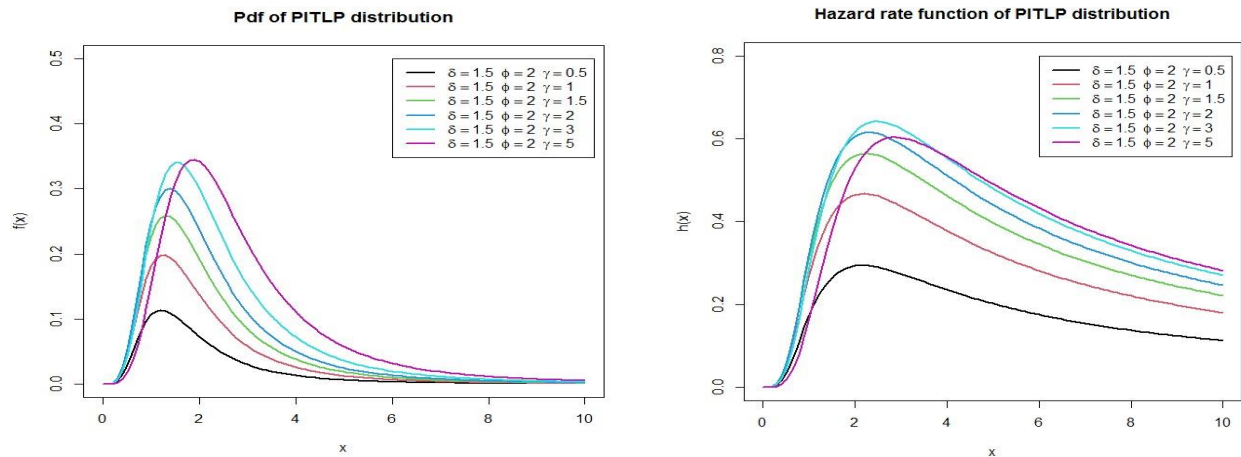 Pdf of PITLP distribution
f(x)
0.5
0.4
0.3
0.2
0.1
0.0
δ = 1.5 ϕ = 2 γ = 0.5
δ = 1.5 ϕ = 2 γ = 1
δ = 1.5 ϕ = 2 γ = 1.5
δ = 1.5 ϕ = 2 γ = 2
δ = 1.5 ϕ = 2 γ = 3
δ = 1.5 ϕ = 2 γ = 5
0 2 4 6 8 10
x
Hazard rate function of PITLP distribution
h(x)
0.8
0.6
0.4
0.2
0.0
δ = 1.5 ϕ = 2 γ = 0.5
δ = 1.5 ϕ = 2 γ = 1
δ = 1.5 ϕ = 2 γ = 1.5
δ = 1.5 ϕ = 2 γ = 2
δ = 1.5 ϕ = 2 γ = 3
δ = 1.5 ϕ = 2 γ = 5
0 2 4 6 8 10
x